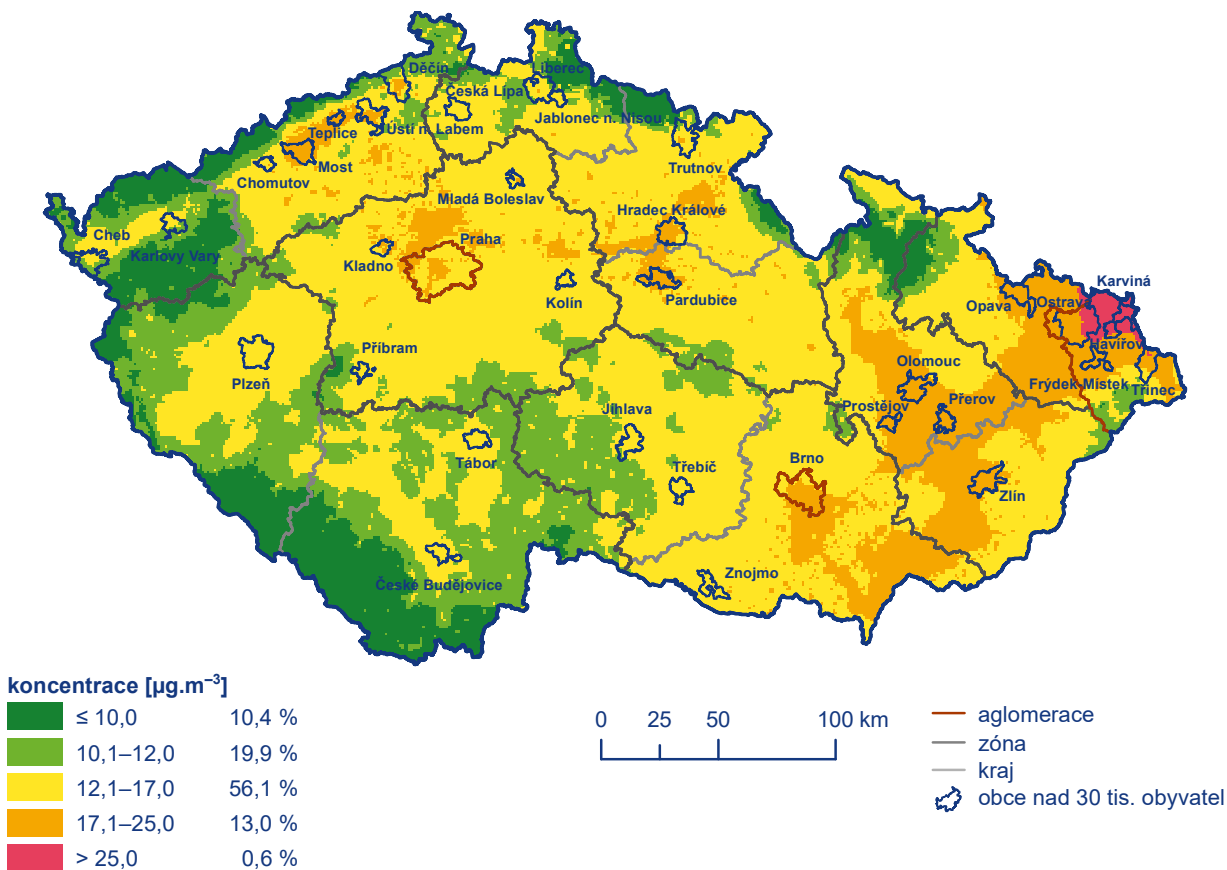 Děčín
Liberec
Česká Lípa
Jablonec n. Nisou
Teplice
Ústí n. Labem
Most
Chomutov
Trutnov
Mladá Boleslav
Hradec Králové
Cheb
Karlovy Vary
Praha
Kladno
Kolín
Pardubice
Karviná
Opava
Ostrava
Havířov
Příbram
Plzeň
Olomouc
Frýdek Místek
Třinec
Jihlava
Prostějov
Přerov
Tábor
Třebíč
Brno
Zlín
České Budějovice
Znojmo
koncentrace [µg.m⁻³]
≤ 10,0 10,4 %
10,1–12,0 19,9 %
12,1–17,0 56,1 %
17,1–25,0 13,0 %
> 25,0 0,6 %
0 25 50 100 km
aglomerace
zóna
kraj
obce nad 30 tis. obyvatel